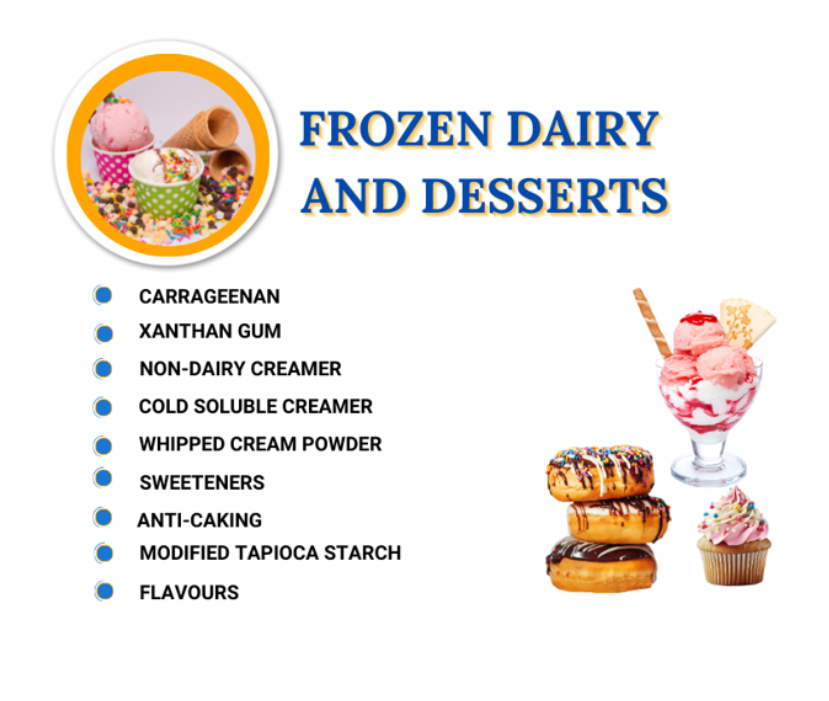 FROZEN DAIRY
AND DESSERTS
CARRAGEENAN
XANTHAN GUM
NON-DAIRY CREAMER
COLD SOLUBLE CREAMER
WHIPPED CREAM POWDER
SWEETENERS
ANTI-CAKING
MODIFIED TAPIOCA STARCH
FLAVOURS